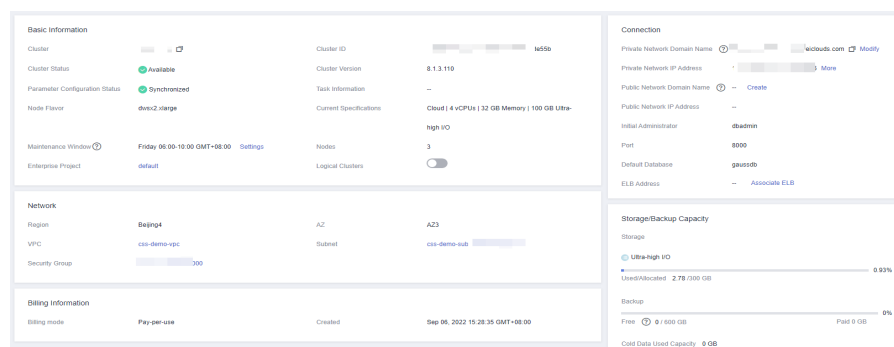 Basic Information
Cluster
Cluster ID le55b
Cluster Status Available
Cluster Version 8.1.3.110
Parameter Configuration Status Synchronized
Task Information --
Node Flavor dwsx2.xlarge
Current Specifications Cloud | 4 vCPUs | 32 GB Memory | 100 GB Ultra-
high I/O
Maintenance Window Friday 06:00-10:00 GMT+08:00 Settings
Nodes 3
Enterprise Project default
Logical Clusters
Network
Region Beijing4
AZ AZ3
VPC css-demo-vpc
Subnet css-demo-sub
Security Group 000
Billing Information
Billing mode Pay-per-use
Created Sep 06, 2022 15:28:35 GMT+08:00
Connection
Private Network Domain Name eiclouds.com Modify
Private Network IP Address More
Public Network Domain Name -- Create
Public Network IP Address --
Initial Administrator dbadmin
Port 8000
Default Database gaussdb
ELB Address -- Associate ELB
Storage/Backup Capacity
Storage
Ultra-high I/O
0.93%
Used/Allocated 2.78 /300 GB
Backup
0%
Free 0 / 600 GB Paid 0 GB
Cold Data Used Capacity 0 GB